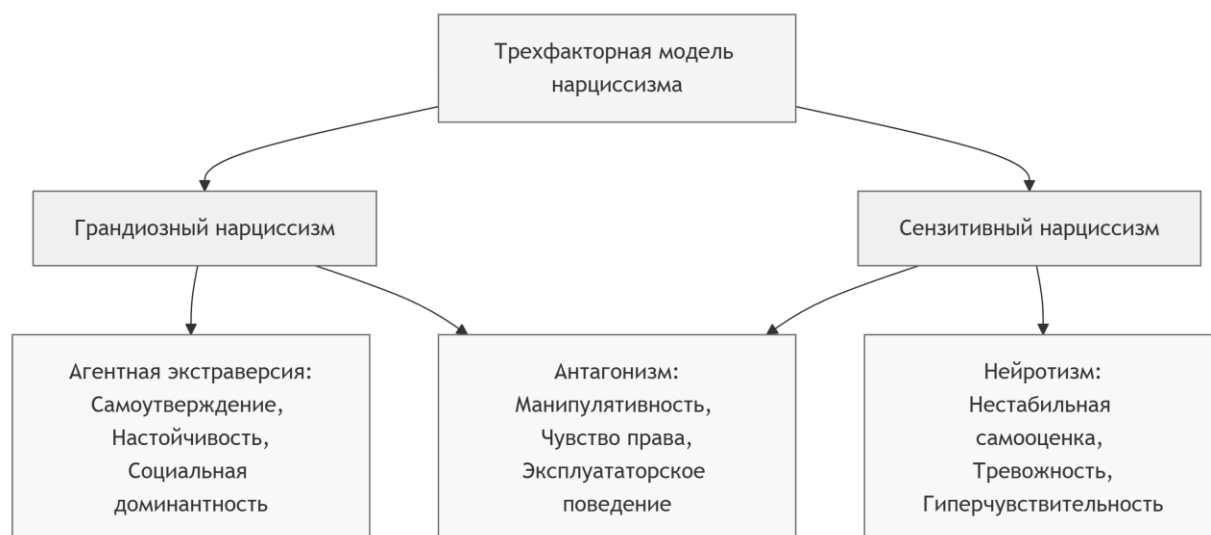 Трехфакторная модель
нарциссизма
Грандиозный нарциссизм
Сензитивный нарциссизм
Агентная экстраверсия:
Самоутверждение,
Настойчивость,
Социальная
доминантность
Антагонизм:
Манипулятивность,
Чувство права,
Эксплуататорское
поведение
Нейротизм:
Нестабильная
самооценка,
Тревожность,
Гиперчувствительность